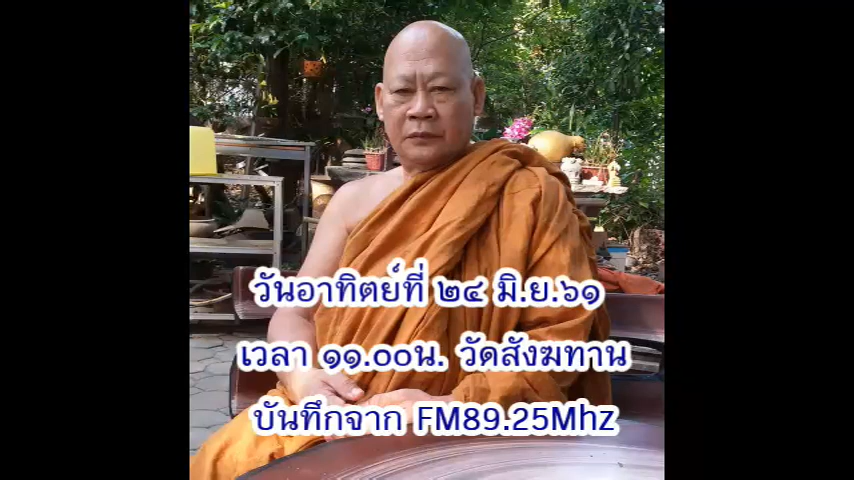 วันอาทิตย์ที่ ๒๔ มิ.ย.๖๑
เวลา ๑๑.๐๐น. วัดสังฆทาน
บันทึกจาก FM89.25Mhz